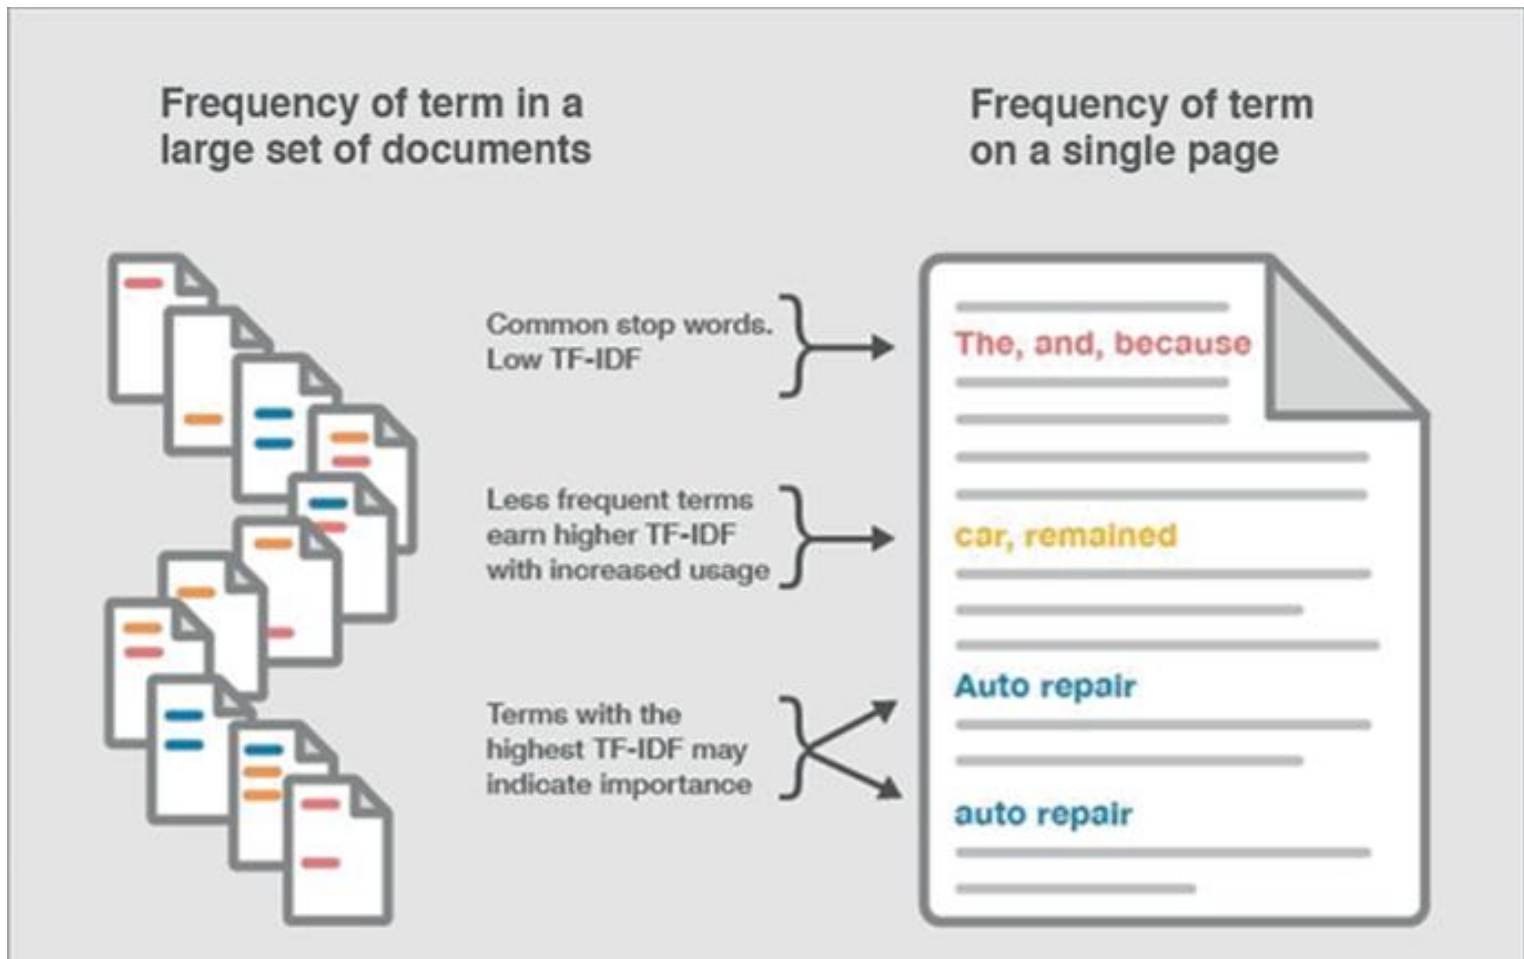 Frequency of term in a
large set of documents
Frequency of term
on a single page
Common stop words.
Low TF-IDF
Less frequent terms
earn higher TF-IDF
with increased usage
Terms with the
highest TF-IDF may
indicate importance
The, and, because
car, remained
Auto repair
auto repair